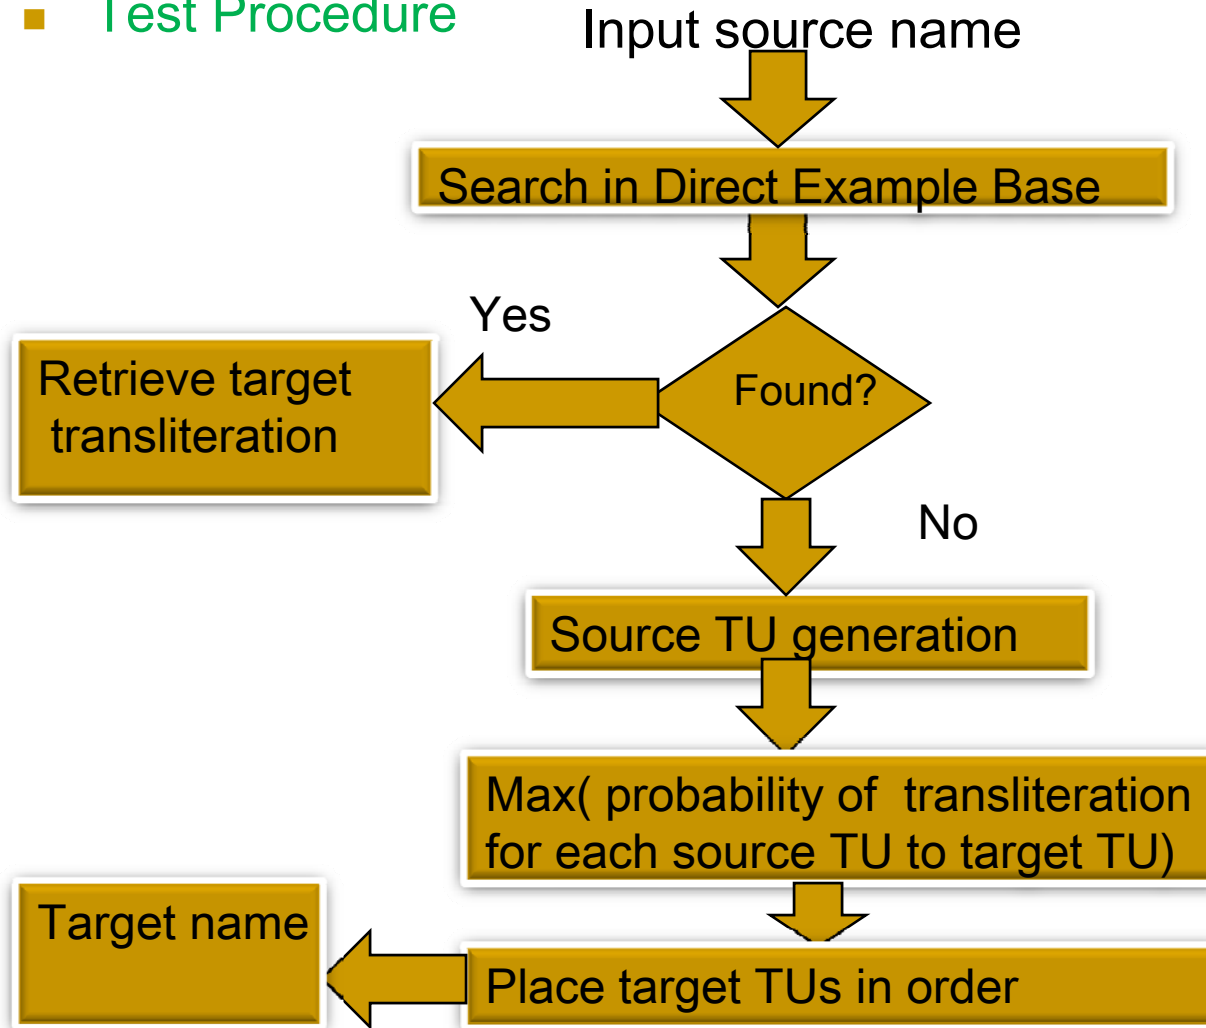 Test Procedure
Input source name
Search in Direct Example Base
Yes
Found?
Retrieve target
transliteration
No
Source TU generation
Max( probability of transliteration
for each source TU to target TU)
Target name
Place target TUs in order